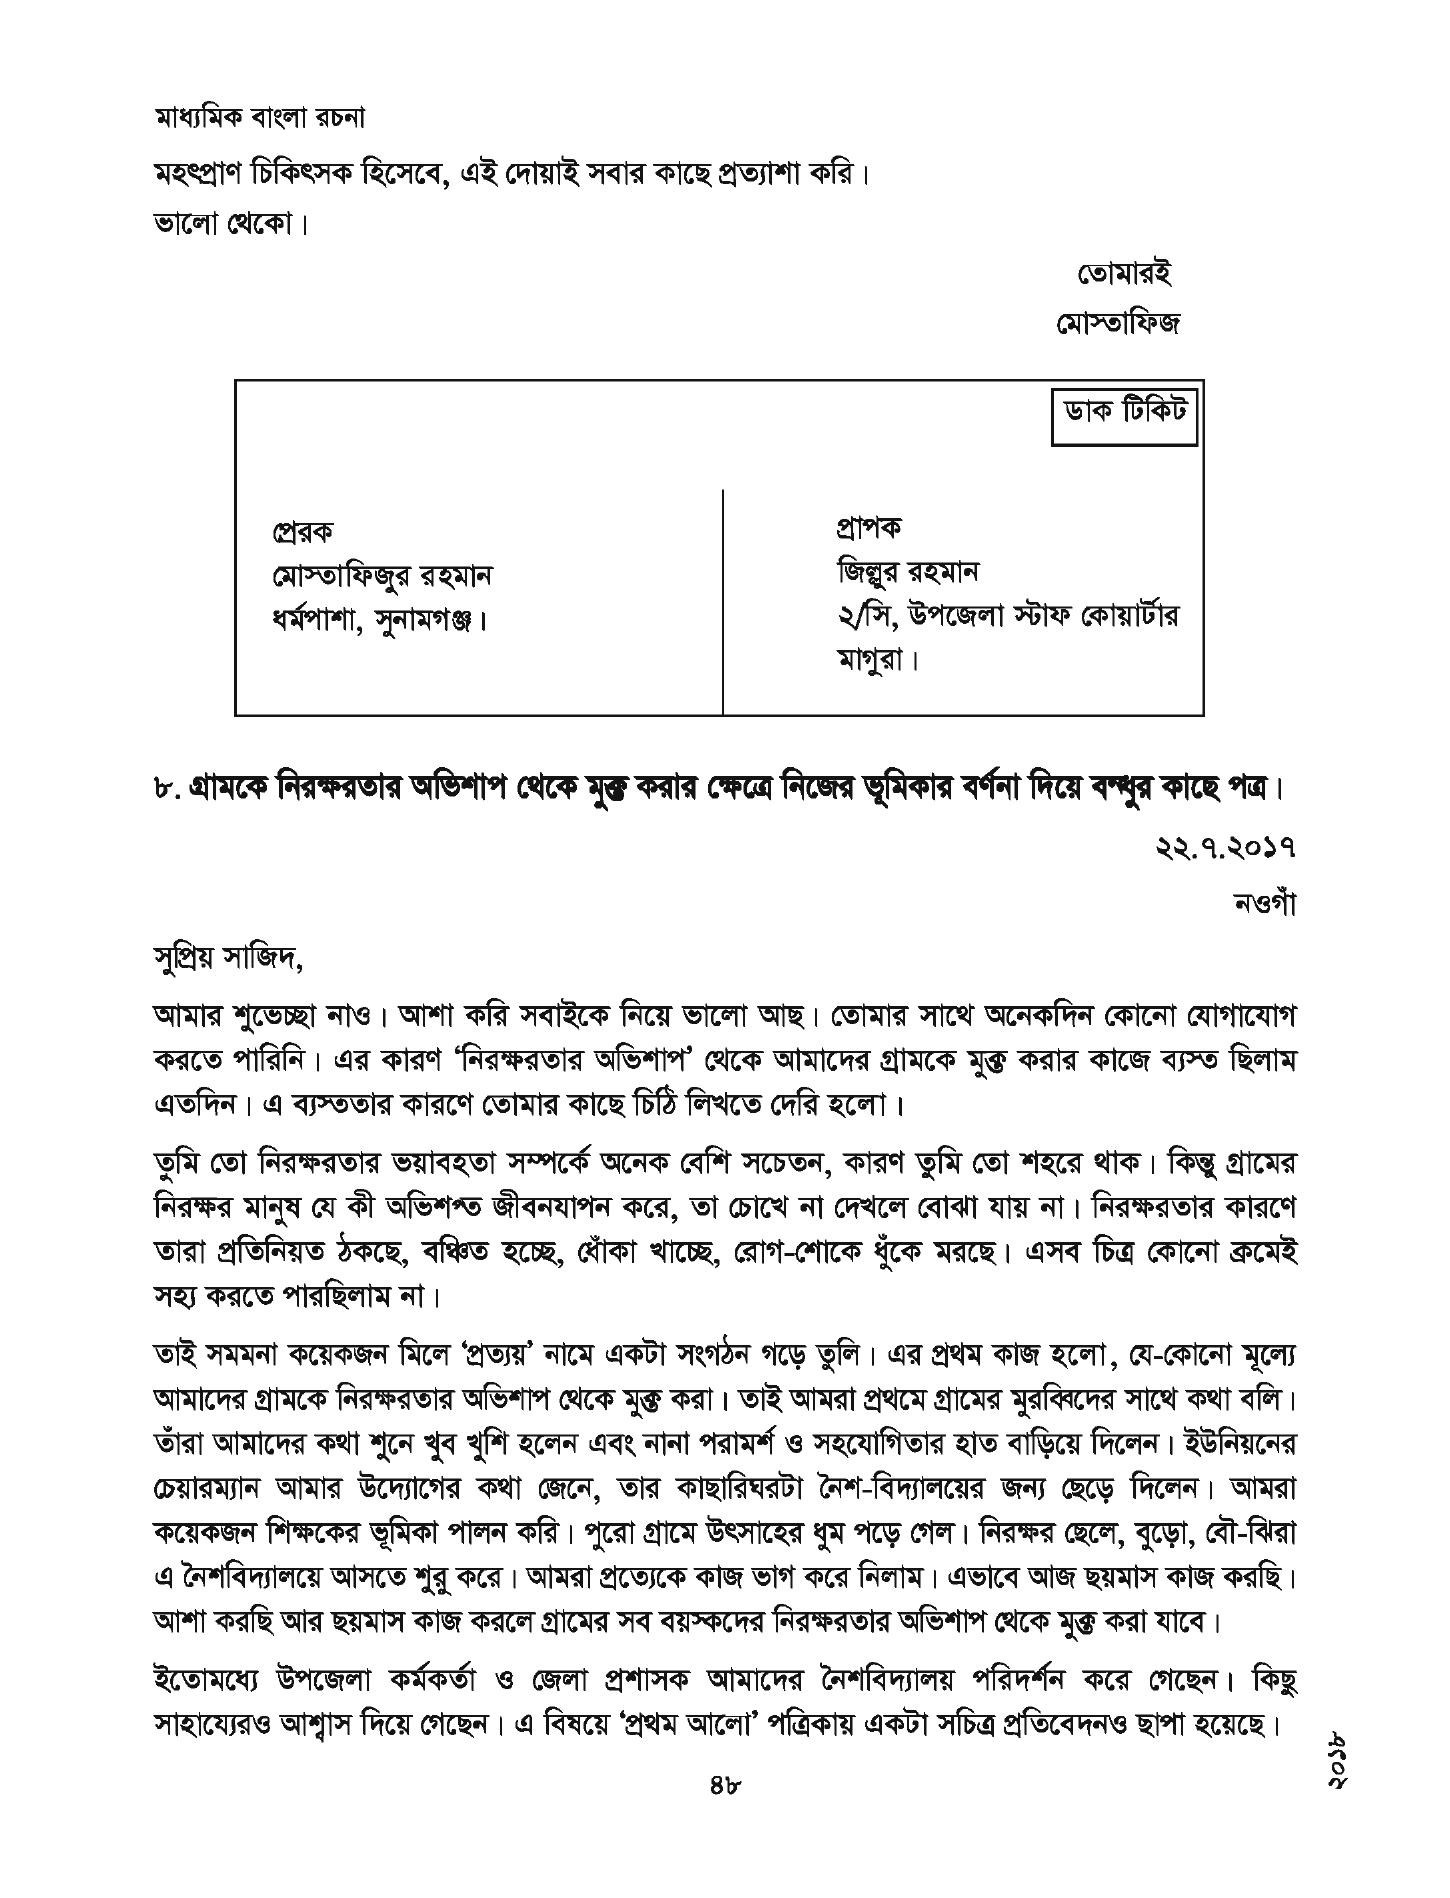 মাধ্যমিক বাংলা রচনা
মহৎপ্রাণ চিকিৎসক হিসেবে, এই দোয়াই সবার কাছে প্রত্যাশা করি।
ভালো থেকো।
তোমারই
মোস্তাফিজ
ডাক টিকিট
প্রেরক
মোস্তাফিজুর রহমান
ধর্মপাশা, সুনামগঞ্জ।
প্রাপক
জিল্লুর রহমান
২/সি, উপজেলা স্টাফ কোয়ার্টার
মাগুরা।
৮. গ্রামকে নিরক্ষরতার অভিশাপ থেকে মুক্ত করার ক্ষেত্রে নিজের ভূমিকার বর্ণনা দিয়ে বন্ধুর কাছে পত্র।
২২.৭.২০১৭
নওগাঁ
সুপ্রিয় সাজিদ,
আমার শুভেচ্ছা নাও। আশা করি সবাইকে নিয়ে ভালো আছ। তোমার সাথে অনেকদিন কোনো যোগাযোগ
করতে পারিনি। এর কারণ ‘নিরক্ষরতার অভিশাপ’ থেকে আমাদের গ্রামকে মুক্ত করার কাজে ব্যস্ত ছিলাম
এতদিন। এ ব্যস্ততার কারণে তোমার কাছে চিঠি লিখতে দেরি হলো।
তুমি তো নিরক্ষরতার ভয়াবহতা সম্পর্কে অনেক বেশি সচেতন, কারণ তুমি তো শহরে থাক। কিন্তু গ্রামের
নিরক্ষর মানুষ যে কী অভিশপ্ত জীবনযাপন করে, তা চোখে না দেখলে বোঝা যায় না। নিরক্ষরতার কারণে
তারা প্রতিনিয়ত ঠকছে, বঞ্চিত হচ্ছে, ধোঁকা খাচ্ছে, রোগ-শোকে ধুঁকে মরছে। এসব চিত্র কোনো ক্রমেই
সহ্য করতে পারছিলাম না।
তাই সমমনা কয়েকজন মিলে ‘প্রত্যয়’ নামে একটা সংগঠন গড়ে তুলি। এর প্রথম কাজ হলো, যে-কোনো মূল্যে
আমাদের গ্রামকে নিরক্ষরতার অভিশাপ থেকে মুক্ত করা। তাই আমরা প্রথমে গ্রামের মুরব্বিদের সাথে কথা বলি।
তাঁরা আমাদের কথা শুনে খুব খুশি হলেন এবং নানা পরামর্শ ও সহযোগিতার হাত বাড়িয়ে দিলেন। ইউনিয়নের
চেয়ারম্যান আমার উদ্যোগের কথা জেনে, তার কাছারিঘরটা নৈশ-বিদ্যালয়ের জন্য ছেড়ে দিলেন। আমরা
কয়েকজন শিক্ষকের ভূমিকা পালন করি। পুরো গ্রামে উৎসাহের ধুম পড়ে গেল। নিরক্ষর ছেলে, বুড়ো, বৌ-ঝিরা
এ নৈশবিদ্যালয়ে আসতে শুরু করে। আমরা প্রত্যেকে কাজ ভাগ করে নিলাম। এভাবে আজ ছয়মাস কাজ করছি।
আশা করছি আর ছয়মাস কাজ করলে গ্রামের সব বয়স্কদের নিরক্ষরতার অভিশাপ থেকে মুক্ত করা যাবে।
ইতোমধ্যে উপজেলা কর্মকর্তা ও জেলা প্রশাসক আমাদের নৈশবিদ্যালয় পরিদর্শন করে গেছেন। কিছু
সাহায্যেরও আশ্বাস দিয়ে গেছেন। এ বিষয়ে ‘প্রথম আলো’ পত্রিকায় একটা সচিত্র প্রতিবেদনও ছাপা হয়েছে।
৪৮
২০১৮